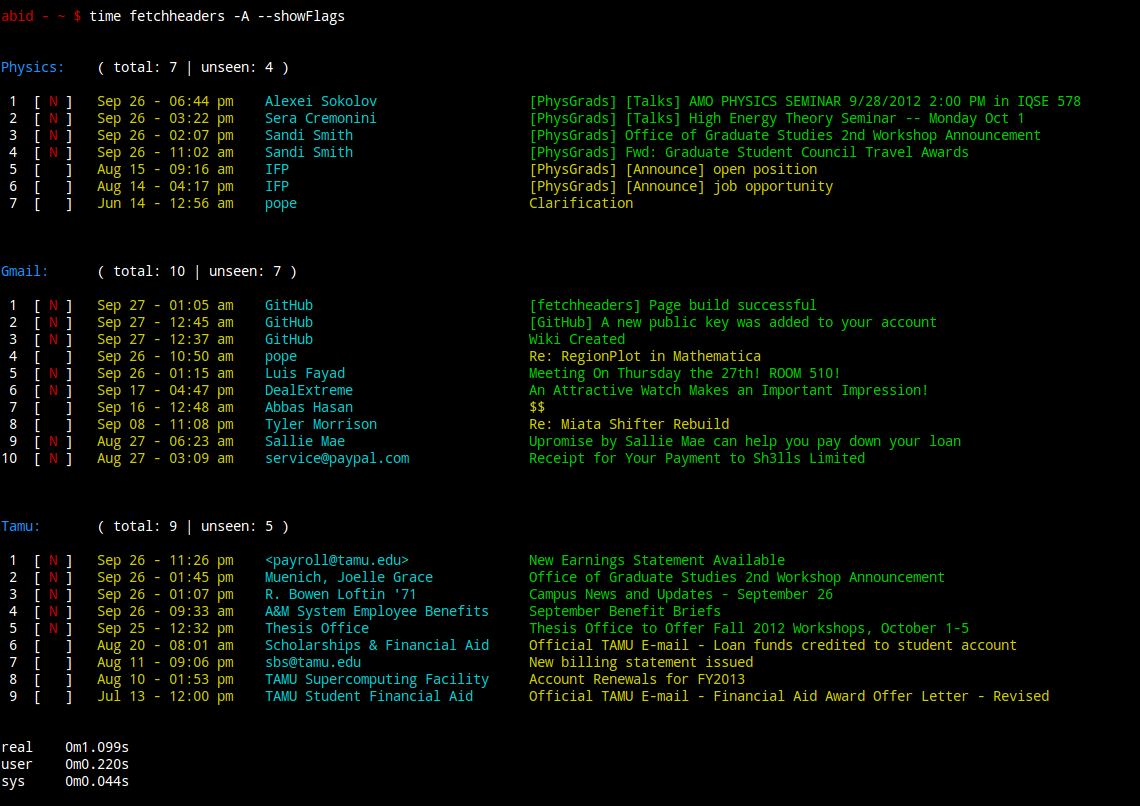 abid - ~ $ time fetchheaders -A --showFlags
Physics: ( total: 7 | unseen: 4 )
1 [ N ] Sep 26 - 06:44 pm Alexei Sokolov [PhysGrads] [Talks] AMO PHYSICS SEMINAR 9/28/2012 2:00 PM in IQSE 578
2 [ N ] Sep 26 - 03:22 pm Sera Cremonini [PhysGrads] [Talks] High Energy Theory Seminar -- Monday Oct 1
3 [ N ] Sep 26 - 02:07 pm Sandi Smith [PhysGrads] Office of Graduate Studies 2nd Workshop Announcement
4 [ N ] Sep 26 - 11:02 am Sandi Smith [PhysGrads] Fwd: Graduate Student Council Travel Awards
5 [ ] Aug 15 - 09:16 am IFP [PhysGrads] [Announce] open position
6 [ ] Aug 14 - 04:17 pm IFP [PhysGrads] [Announce] job opportunity
7 [ ] Jun 14 - 12:56 am pope Clarification
Gmail: ( total: 10 | unseen: 7 )
1 [ N ] Sep 27 - 01:05 am GitHub [fetchheaders] Page build successful
2 [ N ] Sep 27 - 12:45 am GitHub [GitHub] A new public key was added to your account
3 [ N ] Sep 27 - 12:37 am GitHub Wiki Created
4 [ ] Sep 26 - 10:50 am pope Re: RegionPlot in Mathematica
5 [ N ] Sep 26 - 01:15 am Luis Fayad Meeting On Thursday the 27th! ROOM 510!
6 [ N ] Sep 17 - 04:47 pm DealExtreme An Attractive Watch Makes an Important Impression!
7 [ ] Sep 16 - 12:48 am Abbas Hasan $$
8 [ ] Sep 08 - 11:08 pm Tyler Morrison Re: Miata Shifter Rebuild
9 [ N ] Aug 27 - 06:23 am Sallie Mae Upromise by Sallie Mae can help you pay down your loan
10 [ N ] Aug 27 - 03:09 am service@paypal.com Receipt for Your Payment to Sh3lls Limited
Tamu: ( total: 9 | unseen: 5 )
1 [ N ] Sep 26 - 11:26 pm <payroll@tamu.edu> New Earnings Statement Available
2 [ N ] Sep 26 - 01:45 pm Muenich, Joelle Grace Office of Graduate Studies 2nd Workshop Announcement
3 [ N ] Sep 26 - 01:07 pm R. Bowen Loftin '71 Campus News and Updates - September 26
4 [ N ] Sep 26 - 09:33 am A&M System Employee Benefits September Benefit Briefs
5 [ N ] Sep 25 - 12:32 pm Thesis Office Thesis Office to Offer Fall 2012 Workshops, October 1-5
6 [ ] Aug 20 - 08:01 am Scholarships & Financial Aid Official TAMU E-mail - Loan funds credited to student account
7 [ ] Aug 11 - 09:06 pm sbs@tamu.edu New billing statement issued
8 [ ] Aug 10 - 01:53 pm TAMU Supercomputing Facility Account Renewals for FY2013
9 [ ] Jul 13 - 12:00 pm TAMU Student Financial Aid Official TAMU E-mail - Financial Aid Award Offer Letter - Revised
real 0m1.099s
user 0m0.220s
sys 0m0.044s